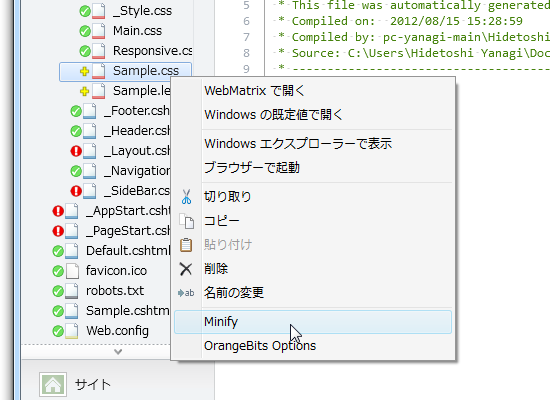 _Style.css
Main.css
Responsive.cs
Sample.css
Sample.le
_Footer.csh
_Header.csh
_Layout.csh
_Navigation
_SideBar.csh
_AppStart.csht
_PageStart.csh
Default.cshtml
favicon.ico
robots.txt
Sample.cshtm
Web.config
サイト
5 * This file was automatically generated
6 * Compiled on: 2012/08/15 15:28:59
7 * Compiled by: pc-yanagi-main\Hidetoshi
8 * Source: C:\Users\Hidetoshi Yanagi\Doc
9 * ----------------------------------------
WebMatrix で開く
Windows の既定値で開く
Windows エクスプローラーで表示
ブラウザーで起動
切り取り
コピー
貼り付け
削除
ab 名前の変更
Minify
OrangeBits Options